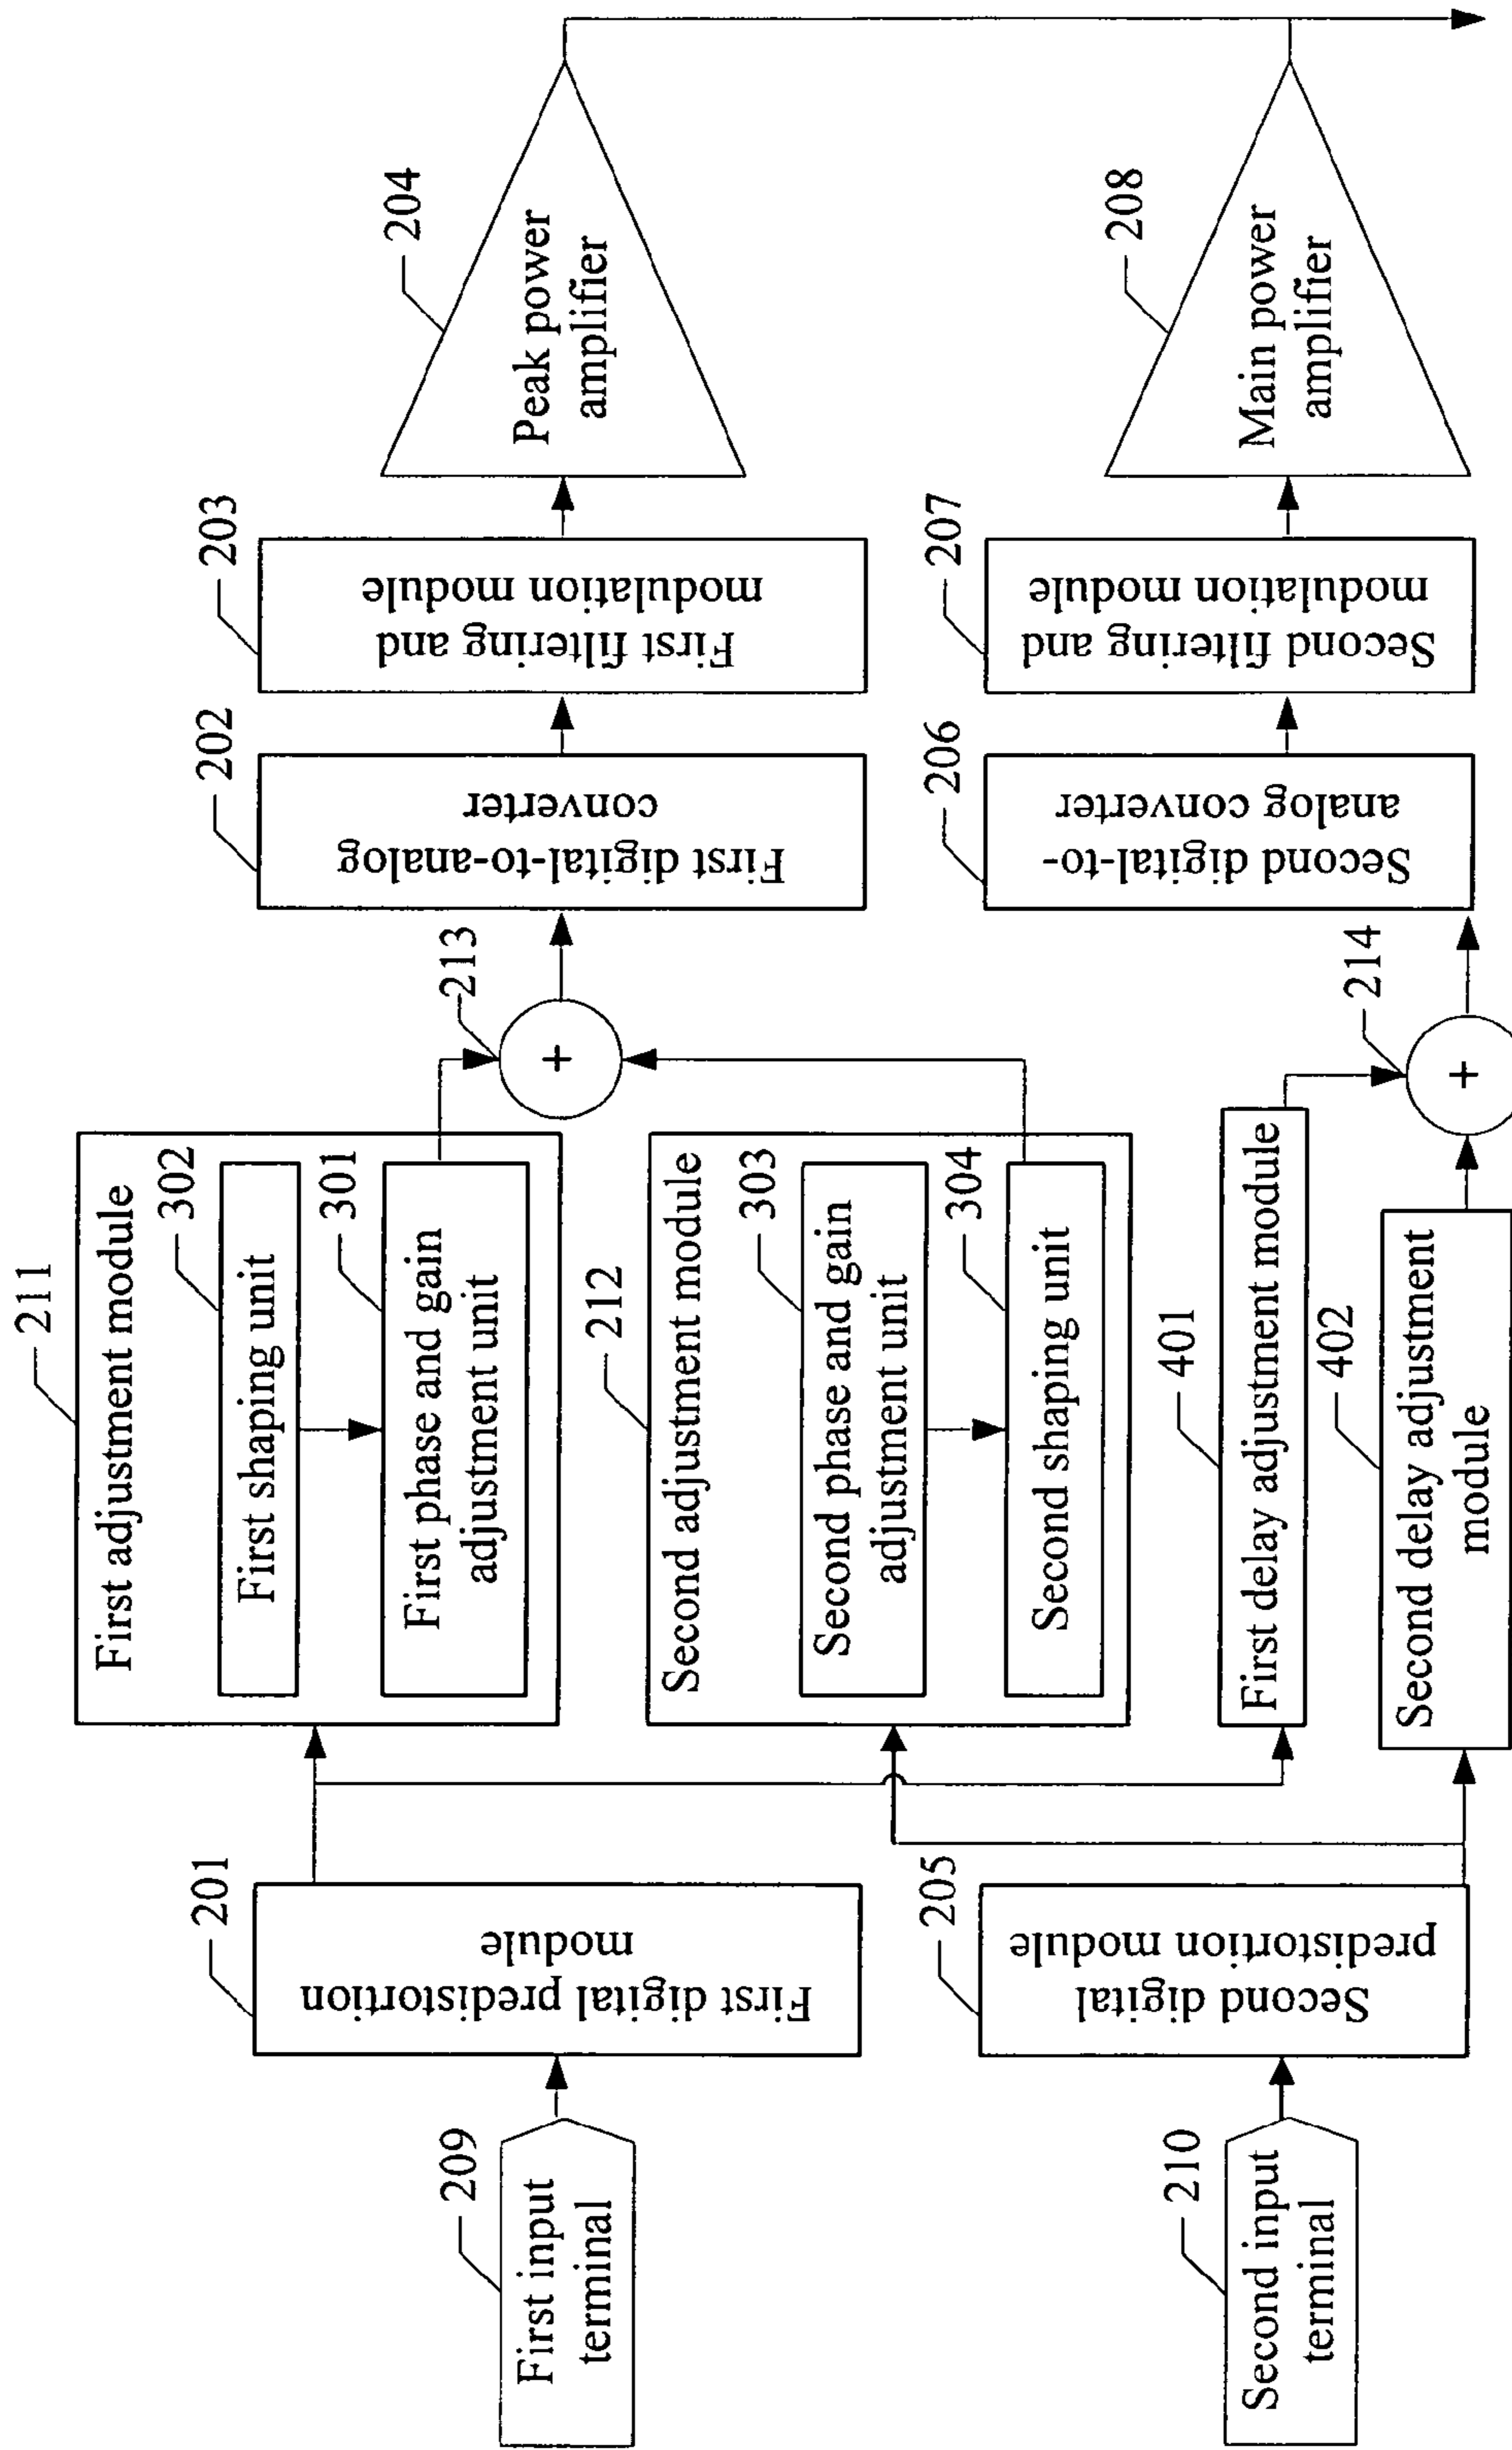 209
First input
terminal
201
First digital predistortion
module
211
First adjustment module
302
First shaping unit
301
First phase and gain
adjustment unit
212
Second adjustment module
303
Second phase and gain
adjustment unit
304
Second shaping unit
213
+
202
First digital-to-analog
converter
203
First filtering and
modulation module
204
Peak power
amplifier
210
Second input
terminal
205
Second digital
predistortion module
401
First delay adjustment module
402
Second delay adjustment
module
214
+
206
Second digital-to-
analog converter
207
Second filtering and
modulation module
208
Main power
amplifier